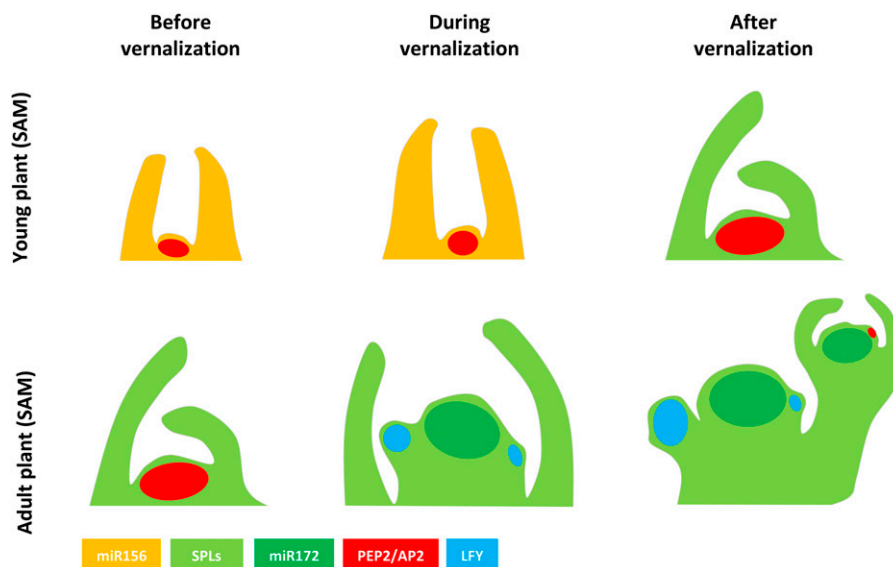 Before
vernalization
During
vernalization
After
vernalization
Young plant (SAM)
Adult plant (SAM)
miR156
SPLs
miR172
PEP2/AP2
LFY